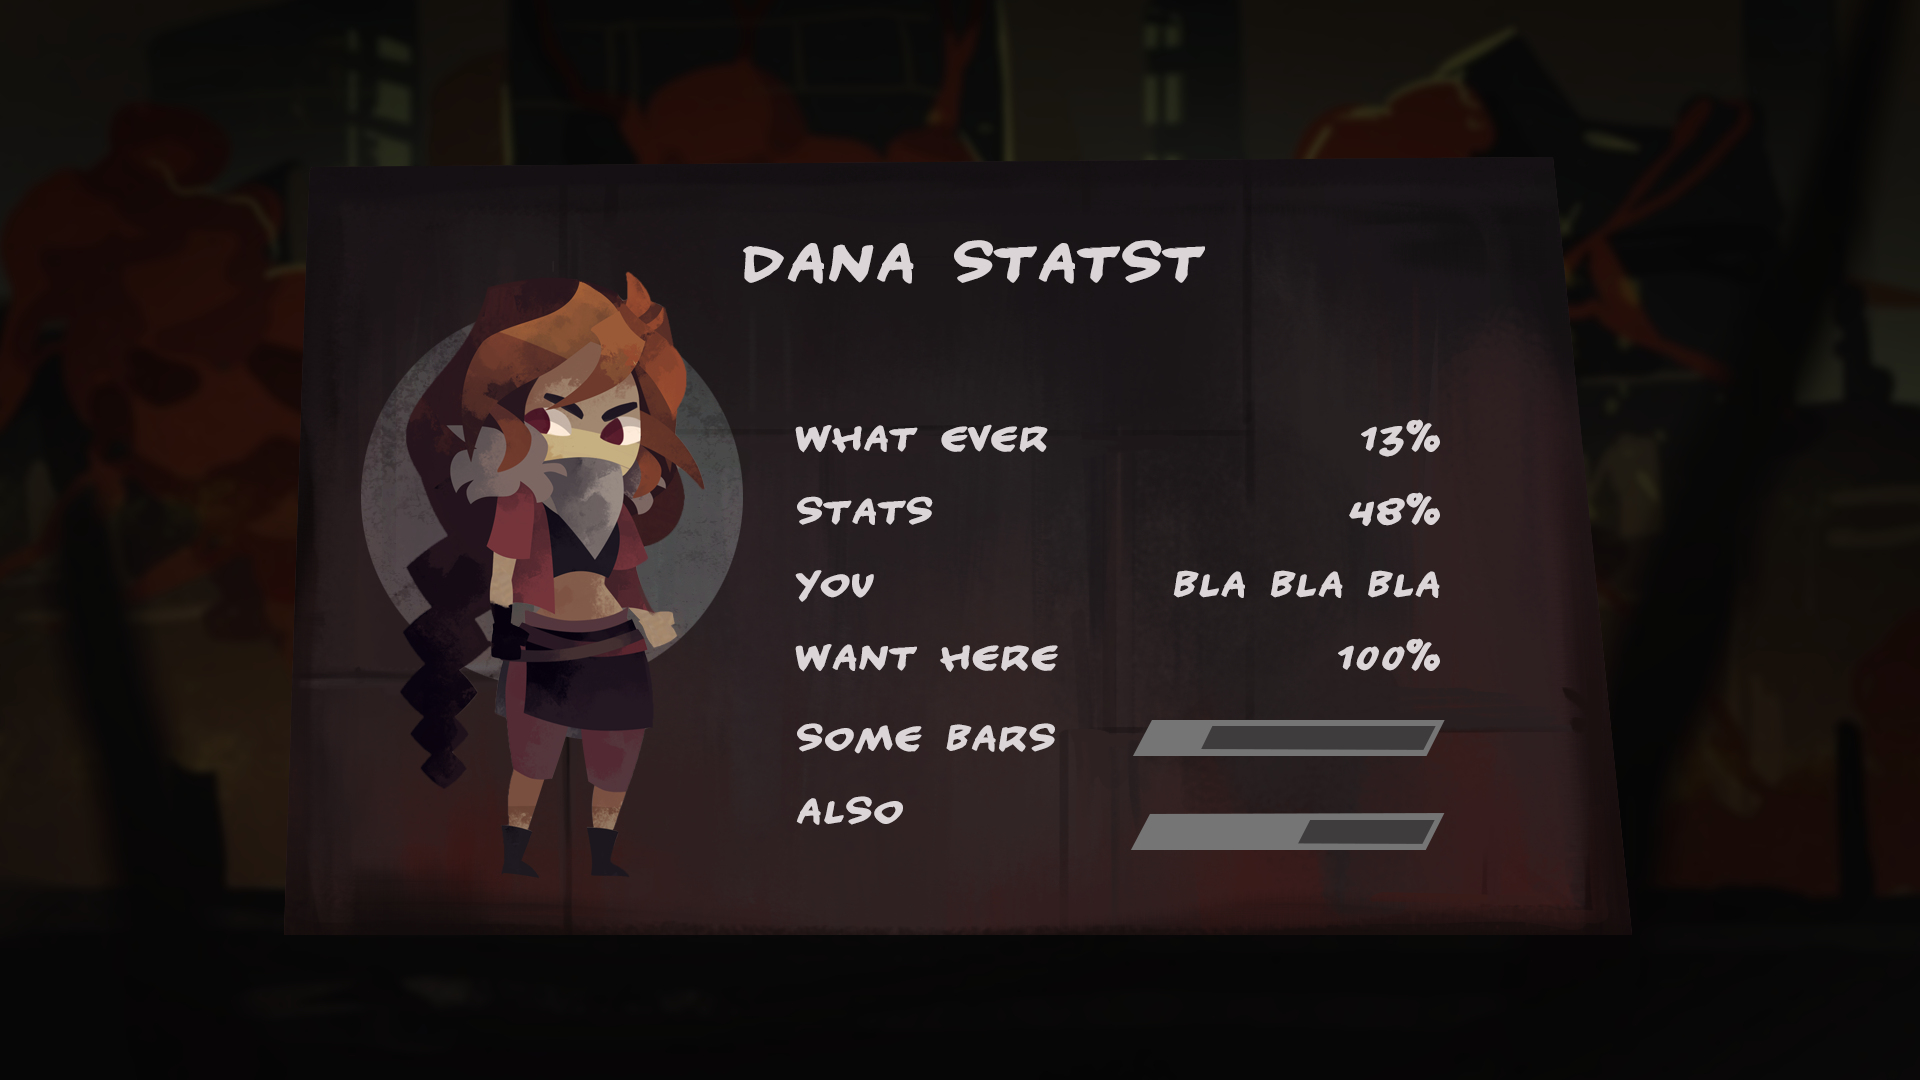 DANA STATST
WHAT EVER 13%
STATS 48%
YOU BLA BLA BLA
WANT HERE 100%
SOME BARS
ALSO